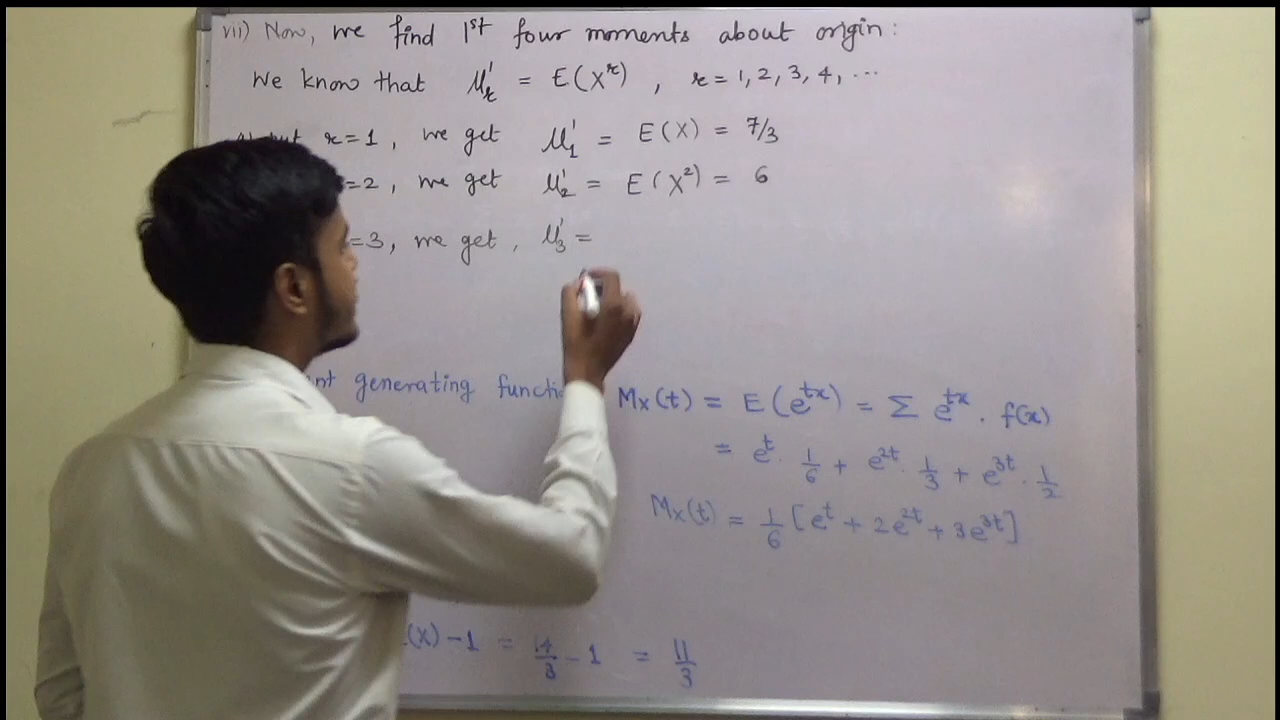 vii) Now, we find 1st four moments about origin:
We know that μ'r = E(X^r), r = 1, 2, 3, 4, ...
r=1, we get μ'1 = E(X) = 7/3
=2, we get μ'2 = E(X²) = 6
=3, we get, μ'3 =
generating Mx(t) = E(e^tx) = Σ e^tx . f(x)
= e^t . 1/6 + e^2t . 1/3 + e^3t . 1/2
Mx(t) = 1/6 [e^t + 2e^2t + 3e^3t]
(X) - 1 = 14/3 - 1 = 11/3